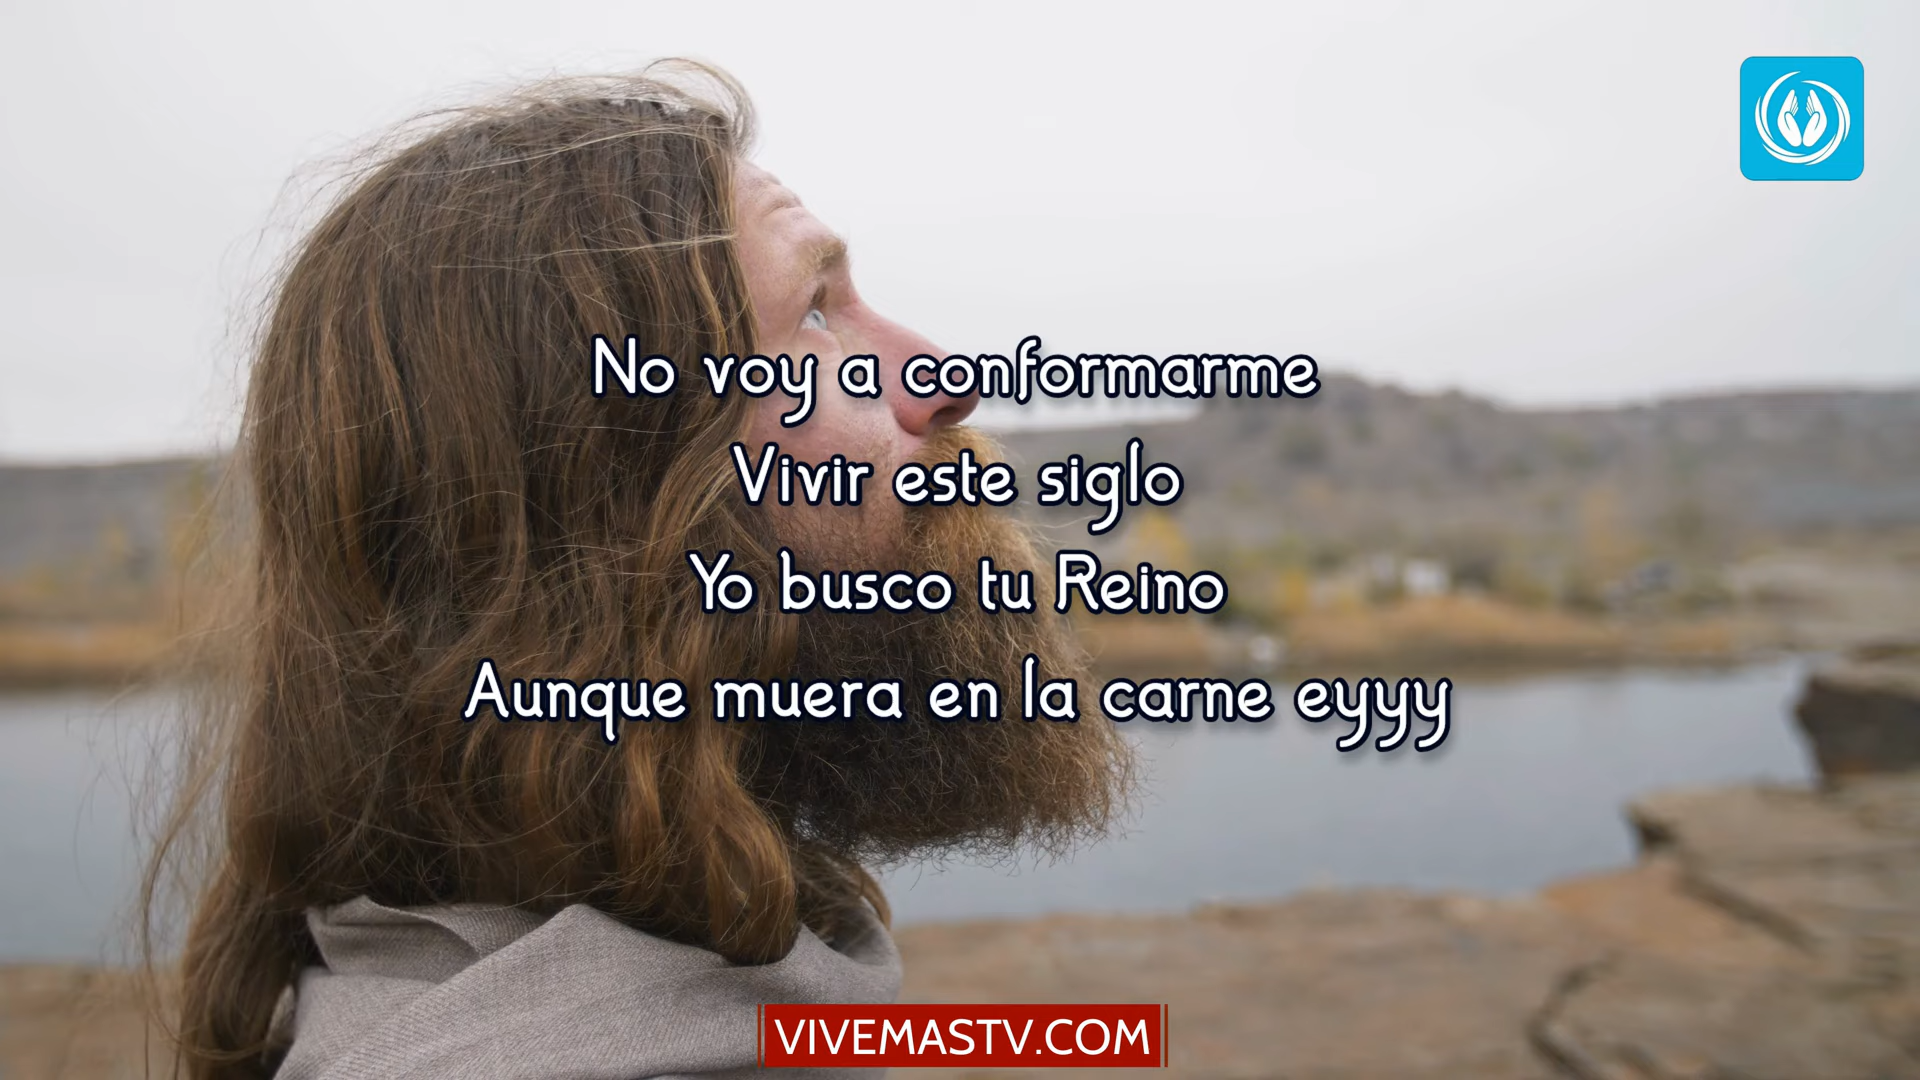 No voy a conformarme
Vivir este siglo
Yo busco tu Reino
Aunque muera en la carne eyyy
VIVEMASTV.COM